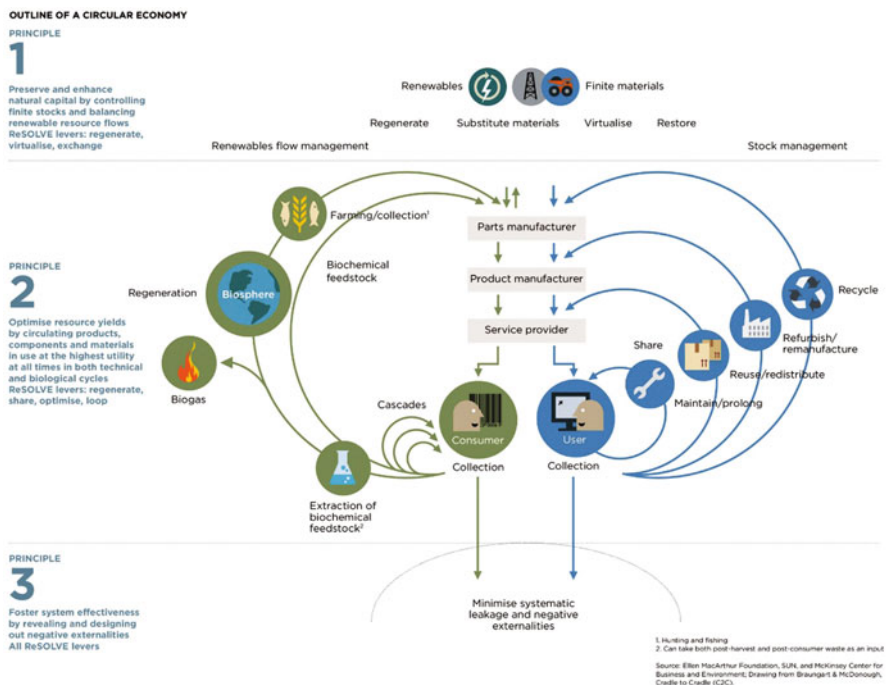 OUTLINE OF A CIRCULAR ECONOMY
PRINCIPLE
1
Preserve and enhance
natural capital by controlling
finite stocks and balancing
renewable resource flows
ReSOLVE levers: regenerate,
virtualise, exchange
Renewables
Finite materials
Regenerate
Substitute materials
Virtualise
Restore
Renewables flow management
Stock management
PRINCIPLE
2
Optimise resource yields
by circulating products,
components and materials
in use at the highest utility
at all times in both technical
and biological cycles
ReSOLVE levers: regenerate,
share, optimise, loop
Farming/collection¹
Biochemical
feedstock
Regeneration
Biosphere
Biogas
Cascades
Extraction of
biochemical
feedstock²
Parts manufacturer
Product manufacturer
Service provider
Consumer
Collection
User
Collection
Share
Maintain/prolong
Reuse/redistribute
Refurbish/
remanufacture
Recycle
PRINCIPLE
3
Foster system effectiveness
by revealing and designing
out negative externalities
All ReSOLVE levers
Minimise systematic
leakage and negative
externalities
1. Hunting and fishing
2. Can take both post-harvest and post-consumer waste as an input
Source: Ellen MacArthur Foundation, SUN, and McKinsey Center for
Business and Environment; Drawing from Braungart & McDonough,
Cradle to Cradle (C2C).